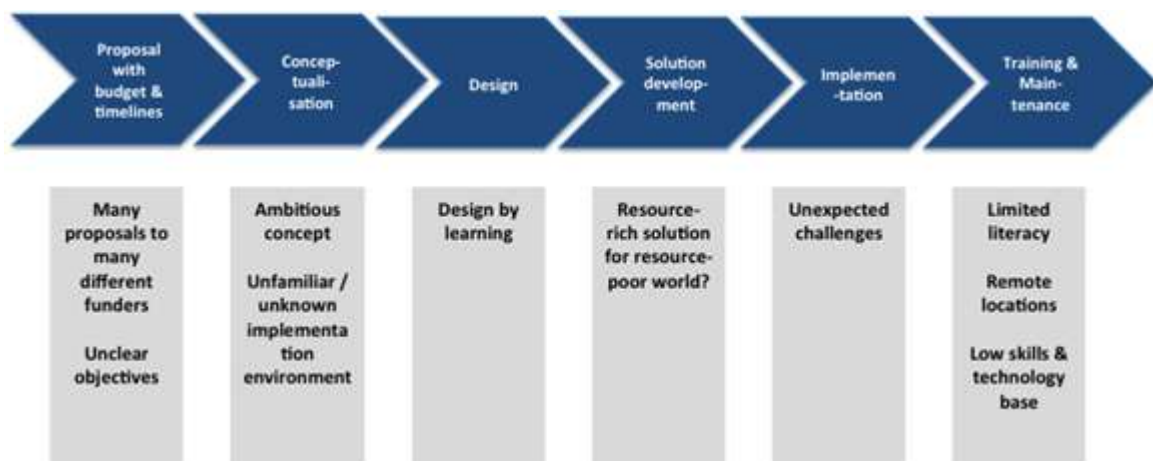 Proposal
with
budget &
timelines
Concep-
tuali-
sation
Design
Solution
develop-
ment
Implemen
-tation
Training &
Main-
tenance
Many
proposals to
many
different
funders
Unclear
objectives
Ambitious
concept
Unfamiliar /
unknown
implementa
tion
environment
Design by
learning
Resource-
rich solution
for resource-
poor world?
Unexpected
challenges
Limited
literacy
Remote
locations
Low skills &
technology
base